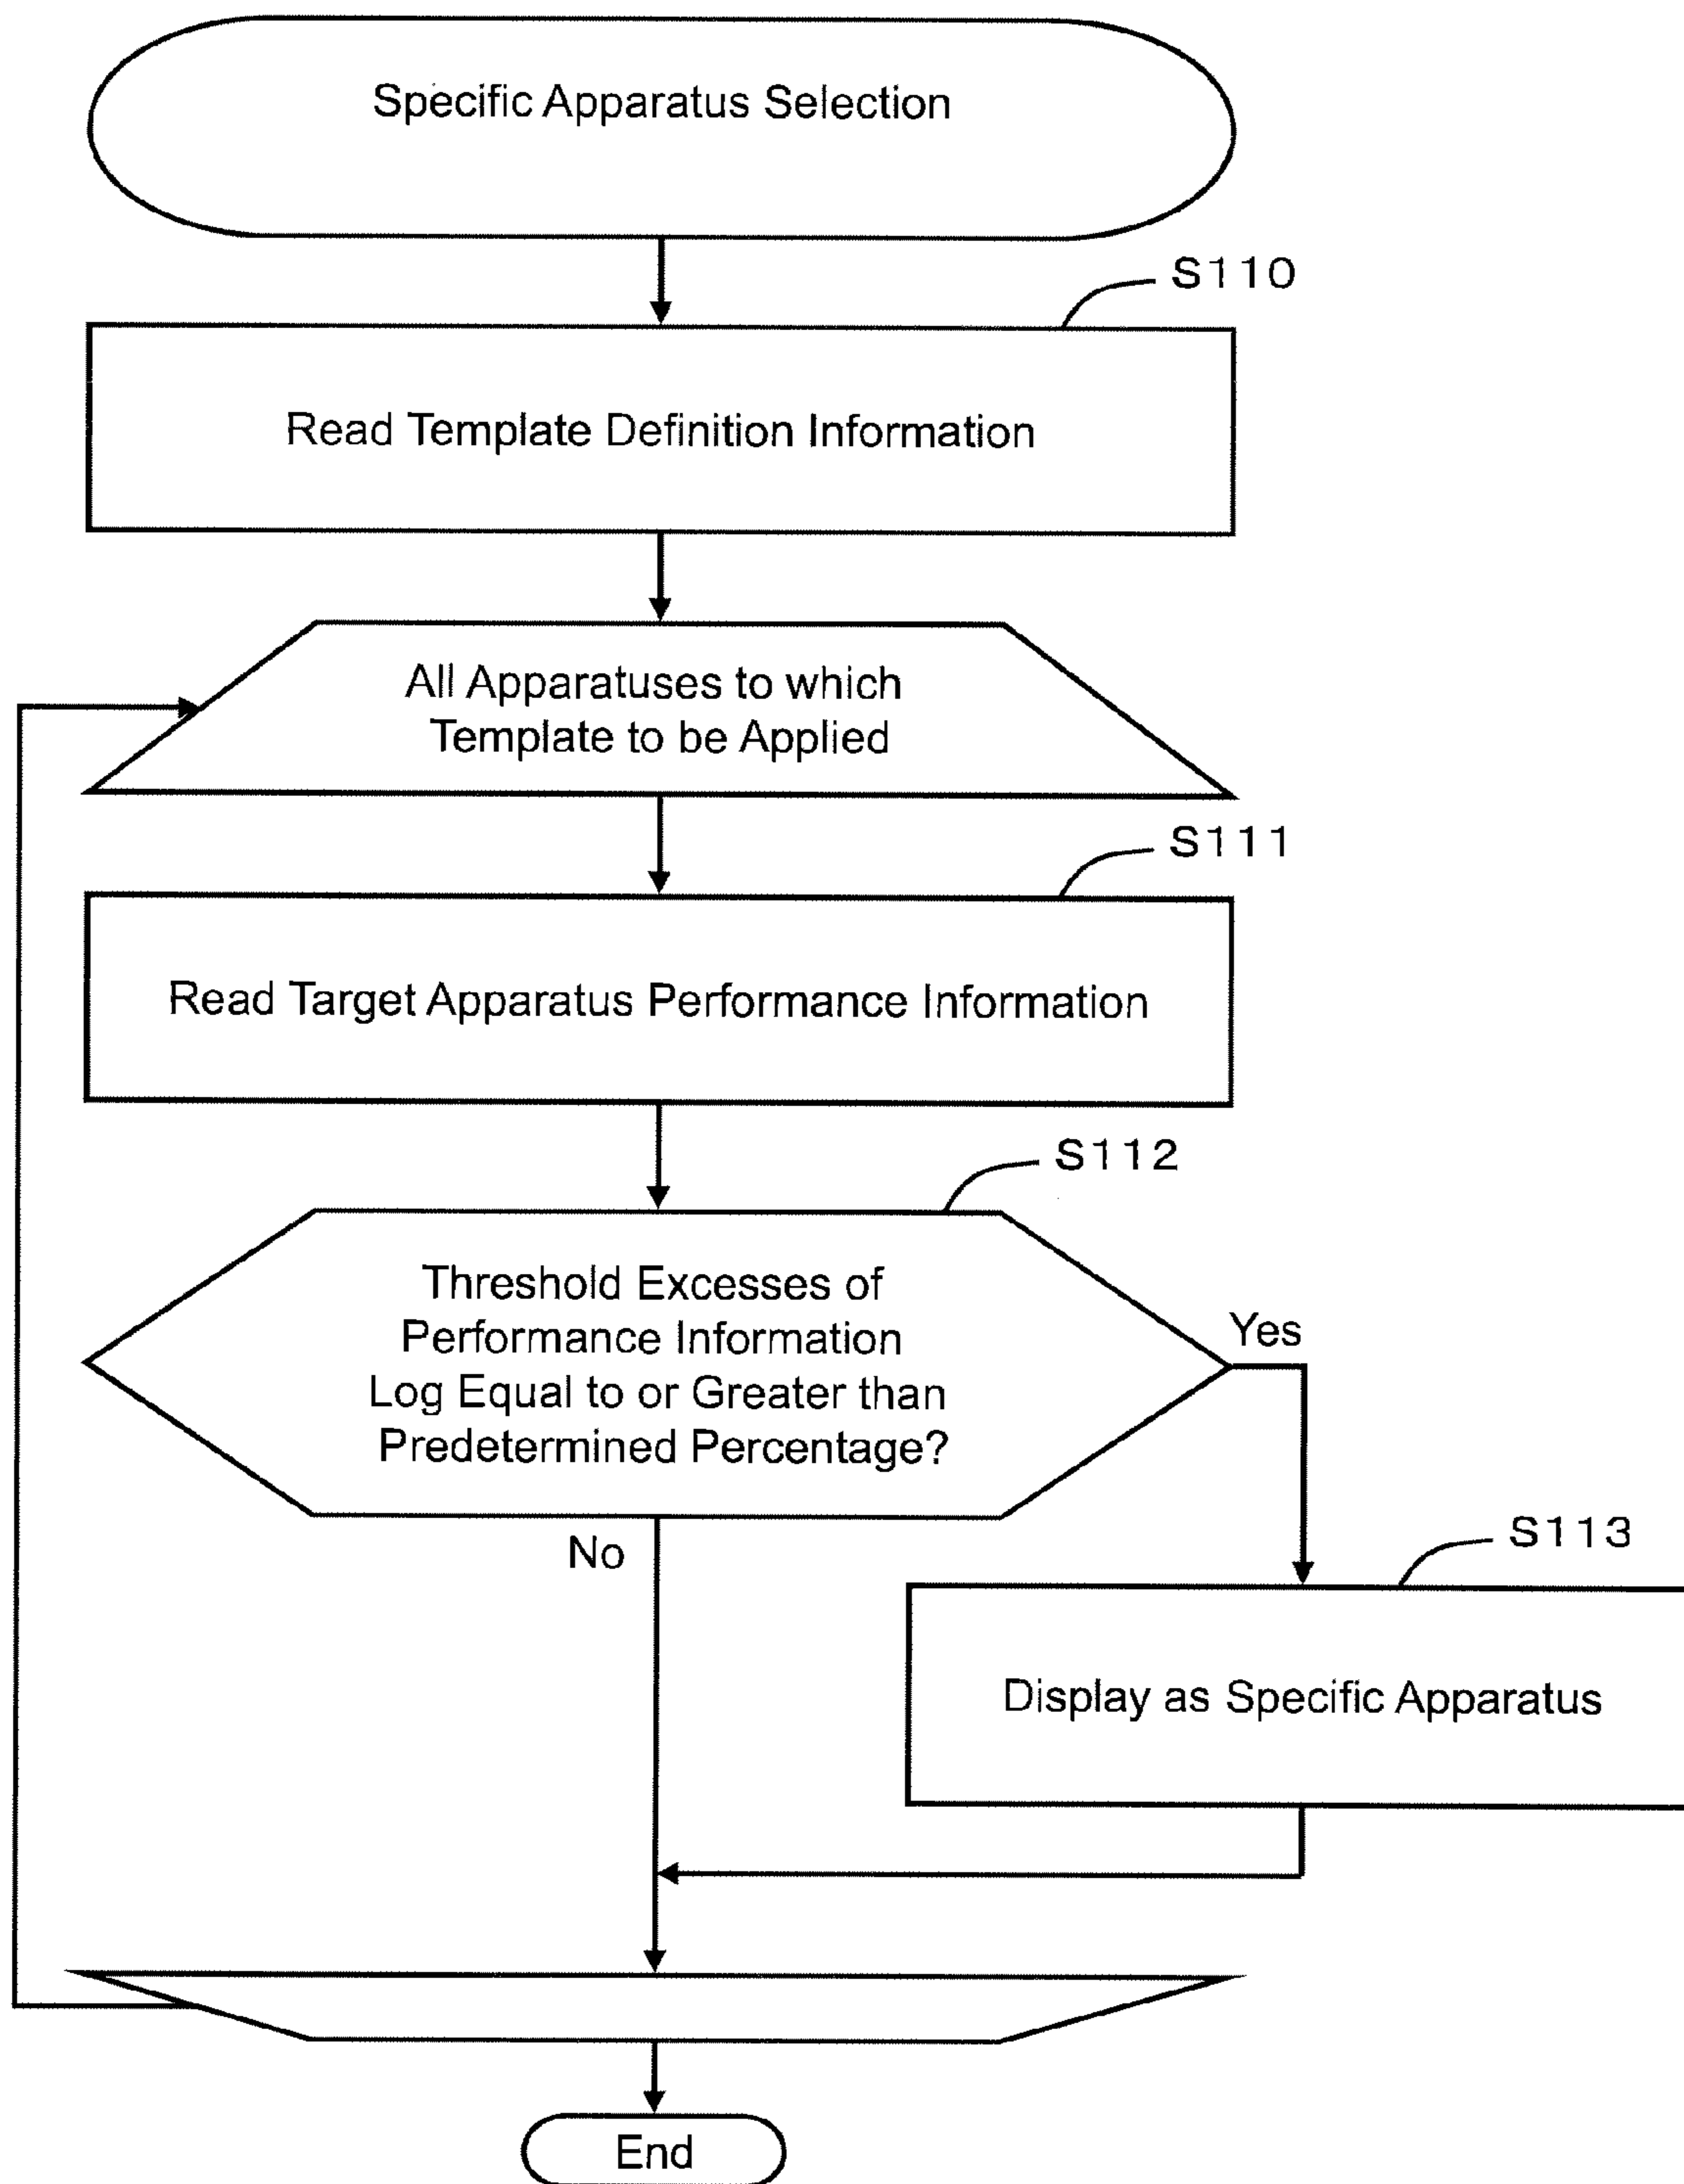 Specific Apparatus Selection
S110
Read Template Definition Information
All Apparatuses to which
Template to be Applied
S111
Read Target Apparatus Performance Information
S112
Threshold Excesses of
Performance Information
Log Equal to or Greater than
Predetermined Percentage?
Yes
No
S113
Display as Specific Apparatus
End